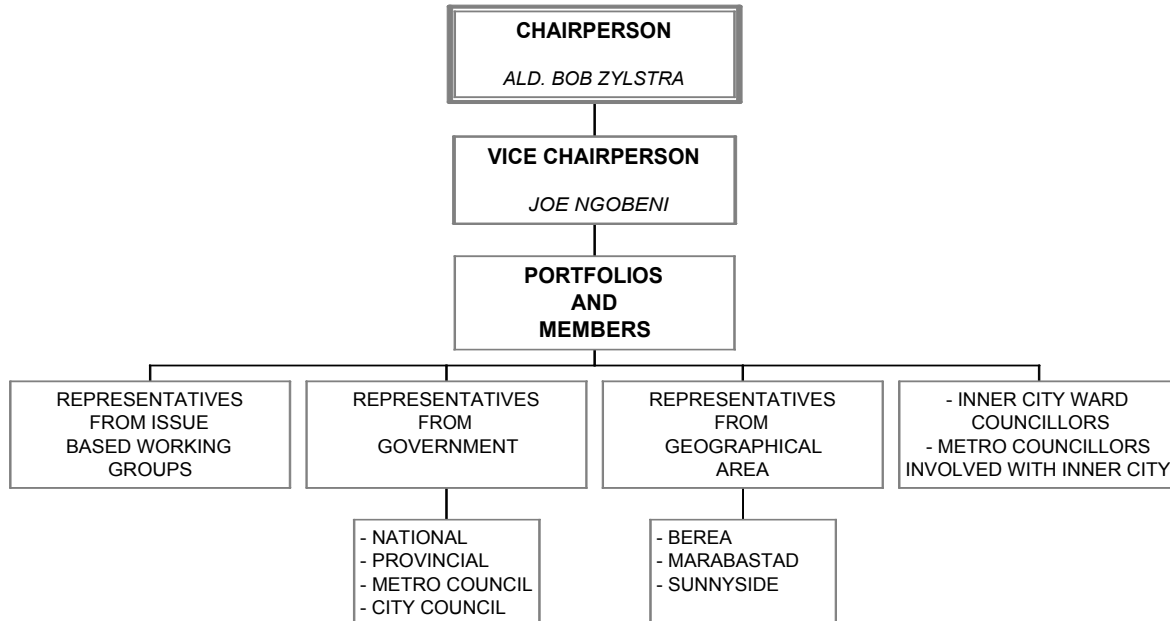 CHAIRPERSON
ALD. BOB ZYLSTRA
VICE CHAIRPERSON
JOE NGOBENI
PORTFOLIOS
AND
MEMBERS
REPRESENTATIVES
FROM ISSUE
BASED WORKING
GROUPS
REPRESENTATIVES
FROM
GOVERNMENT
REPRESENTATIVES
FROM
GEOGRAPHICAL
AREA
- INNER CITY WARD
COUNCILLORS
- METRO COUNCILLORS
INVOLVED WITH INNER CITY
- NATIONAL
- PROVINCIAL
- METRO COUNCIL
- CITY COUNCIL
- BEREA
- MARABASTAD
- SUNNYSIDE